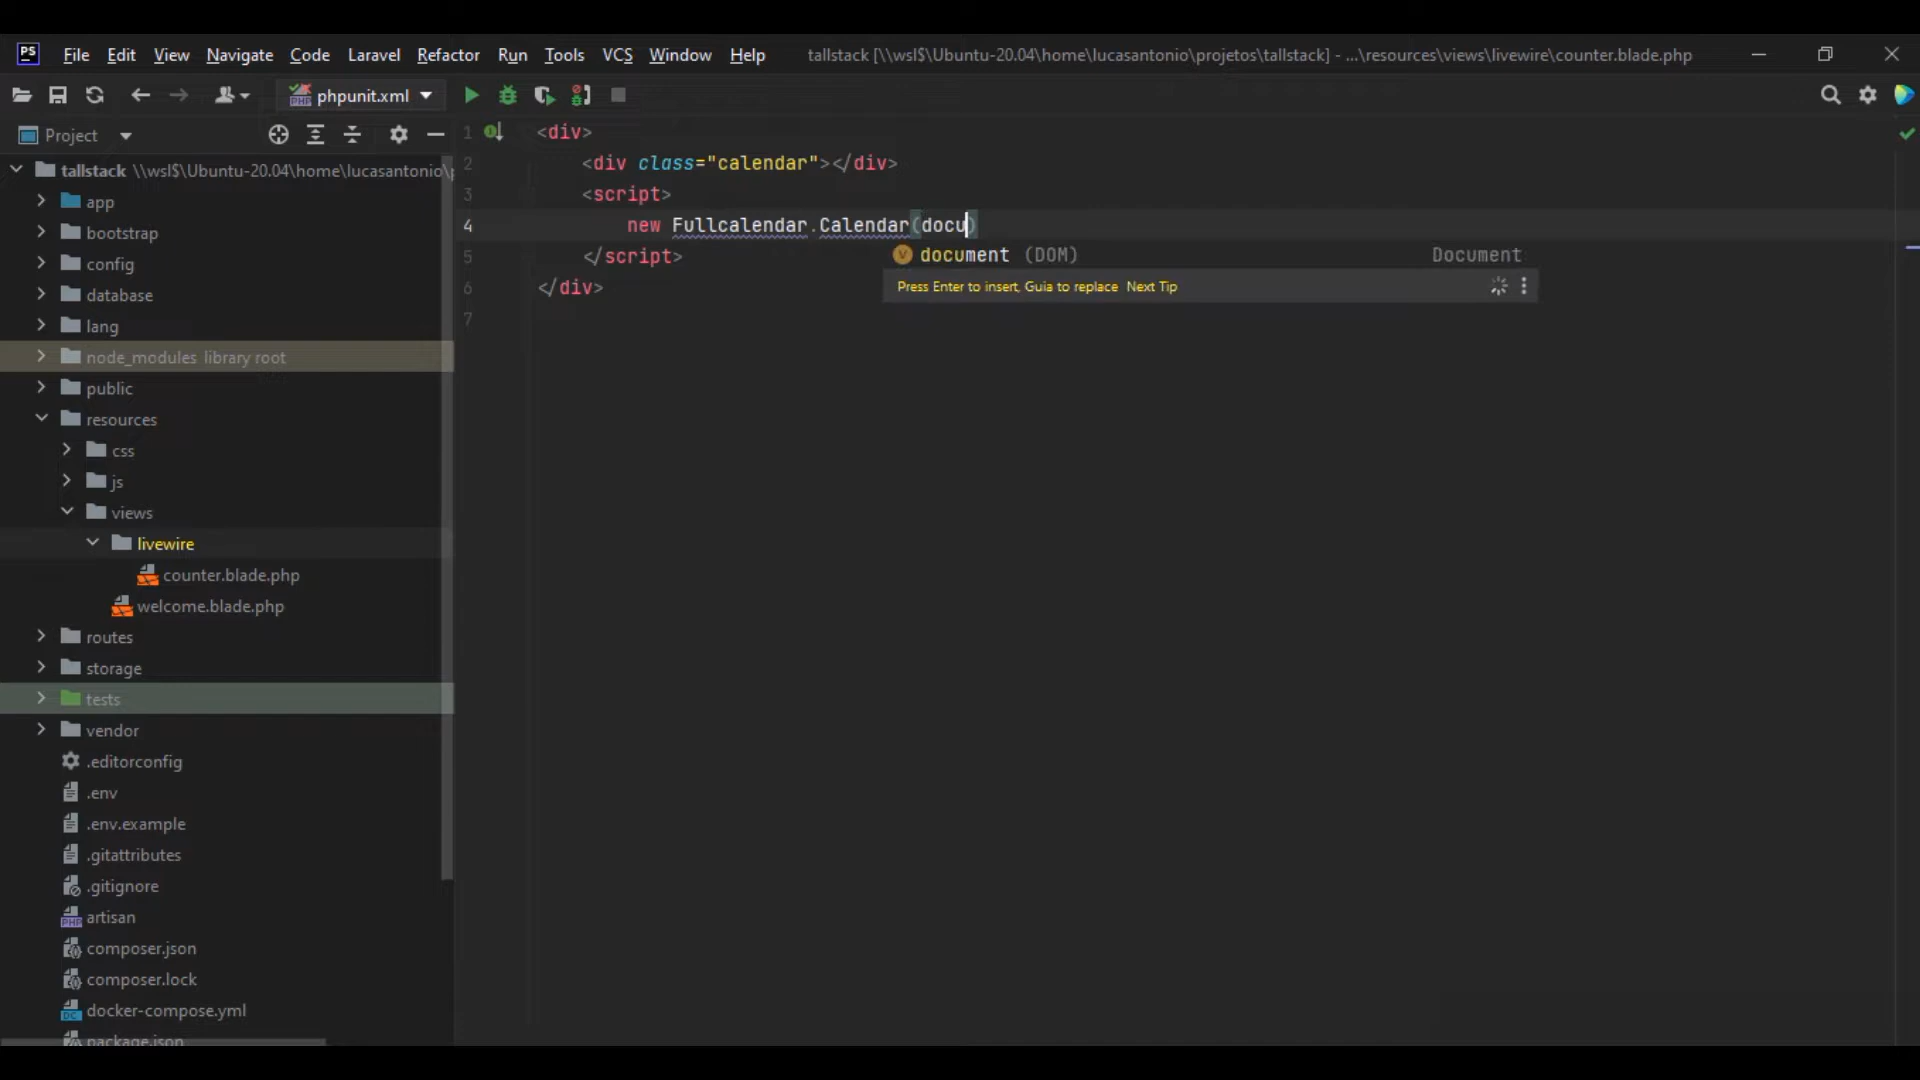 PS File Edit View Navigate Code Laravel Refactor Run Tools VCS Window Help tallstack [\\wsl$\Ubuntu-20.04\home\lucasantonio\projetos\tallstack] - ...\resources\views\livewire\counter.blade.php
phpunit.xml
Project
tallstack \\wsl$\Ubuntu-20.04\home\lucasantonio\
app
bootstrap
config
database
lang
node_modules library root
public
resources
css
js
views
livewire
counter.blade.php
welcome.blade.php
routes
storage
tests
vendor
.editorconfig
.env
.env.example
.gitattributes
.gitignore
artisan
composer.json
composer.lock
docker-compose.yml
package.json
1 <div>
2 <div class="calendar"></div>
3 <script>
4 new Fullcalendar.Calendar(docu)
5 </script>
6 </div>
7
document (DOM) Document
Press Enter to insert, Guia to replace Next Tip